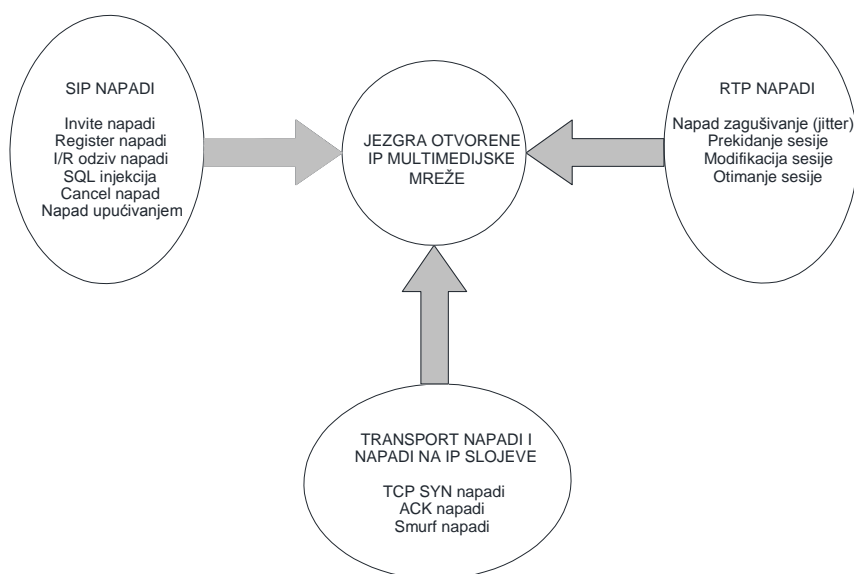 SIP NAPADI
Invite napadi
Register napadi
I/R odziv napadi
SQL injekcija
Cancel napad
Napad upućivanjem
JEZGRA OTVORENE
IP MULTIMEDIJSKE
MREŽE
RTP NAPADI
Napad zagušivanje (jitter)
Prekidanje sesije
Modifikacija sesije
Otimanje sesije
TRANSPORT NAPADI I
NAPADI NA IP SLOJEVE
TCP SYN napadi
ACK napadi
Smurf napadi